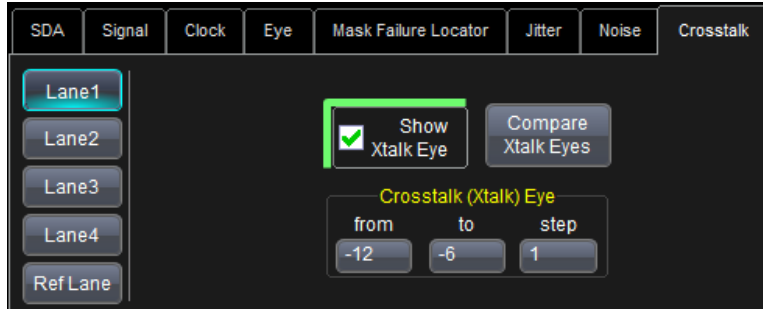 SDA Signal Clock Eye Mask Failure Locator Jitter Noise Crosstalk
Lane1
Lane2
Lane3
Lane4
Ref Lane
Show
Xtalk Eye
Compare
Xtalk Eyes
Crosstalk (Xtalk) Eye
from to step
-12 -6 1